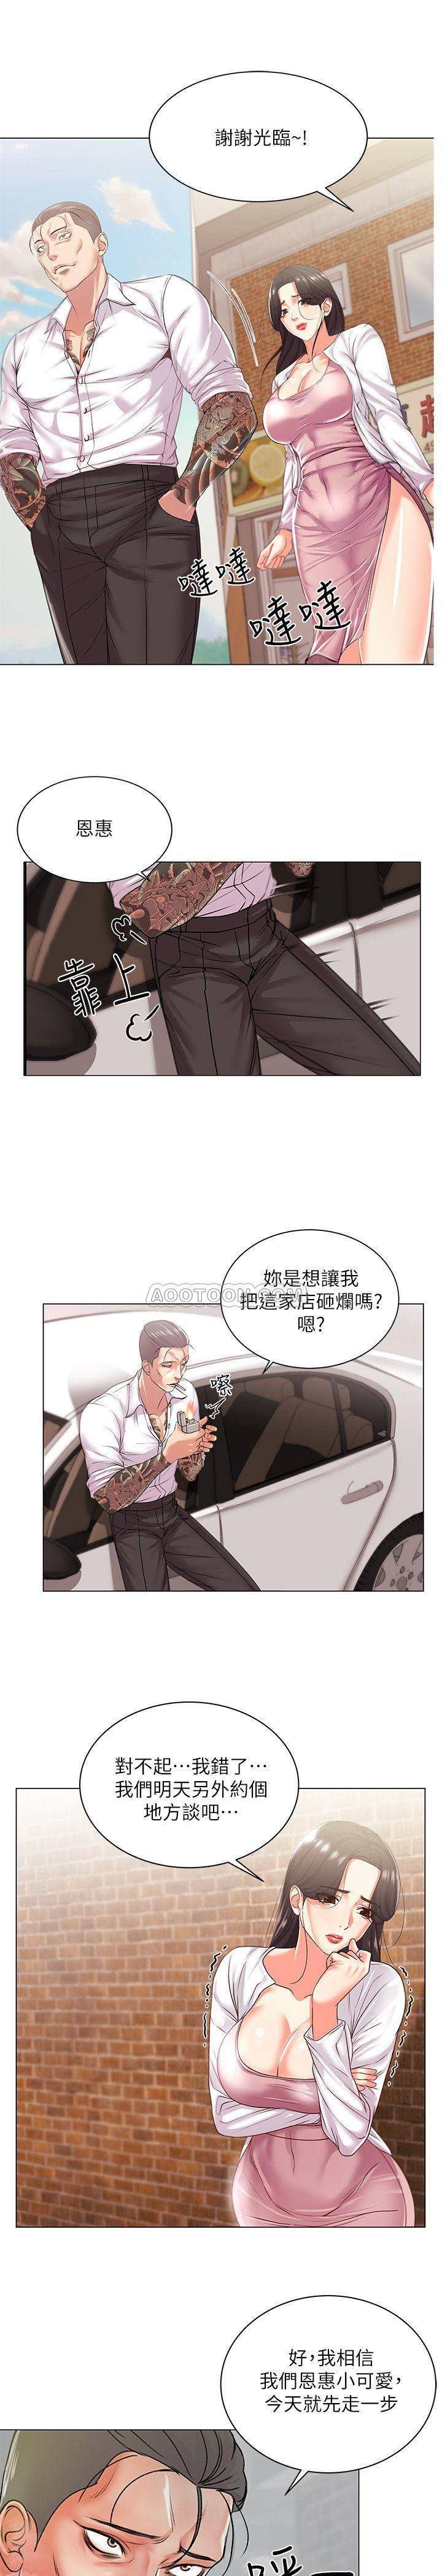 謝謝光臨~!
超
噠噠
噠噠
恩惠
靠上
妳是想讓我
把這家店砸爛嗎?
嗯?
AOOTOOM
嚓
對不起⋯我錯了⋯
我們明天另外約個
地方談吧⋯
好,我相信
我們恩惠小可愛,
今天就先走一步